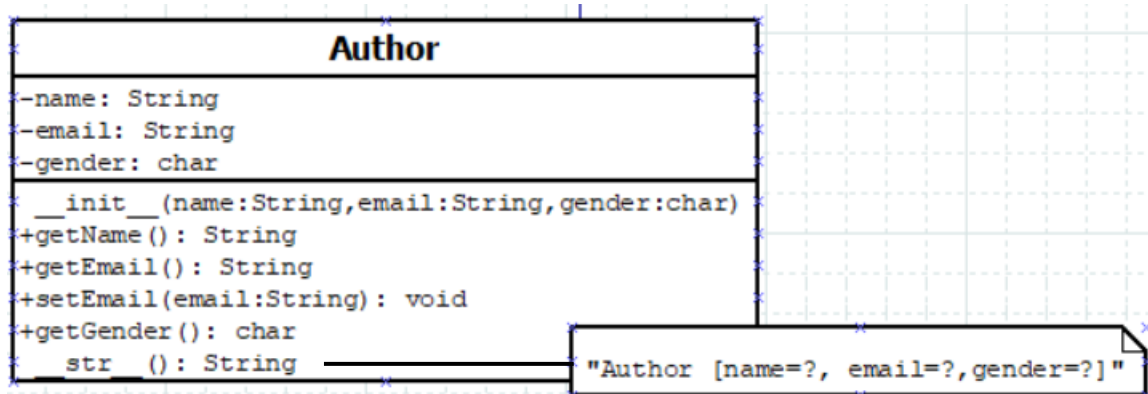 Author
-name: String
-email: String
-gender: char
__init__(name:String,email:String,gender:char)
+getName(): String
+getEmail(): String
+setEmail(email:String): void
+getGender(): char
__str__(): String
"Author [name=?, email=?,gender=?]"